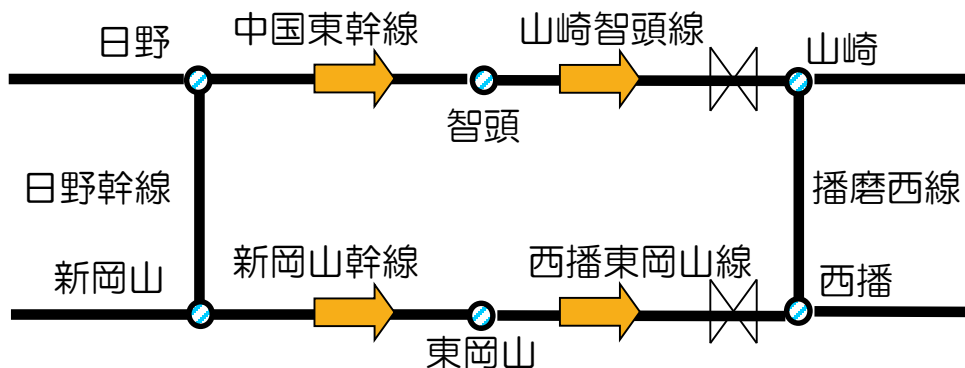 日野
中国東幹線
山崎智頭線
山崎
智頭
日野幹線
播磨西線
新岡山
新岡山幹線
西播東岡山線
西播
東岡山